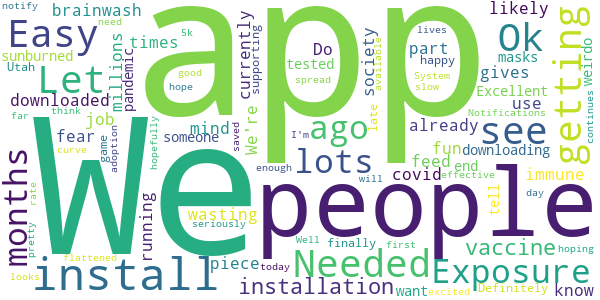 notify
brainwash
app
likely
Easy
times
Do
Ok
sunburned
currently
supporting
tested
society
part
lives
5k
happy
masks
getting
Weirdo
Utah
Let
millions
pandemic
good
spread
available
System
slow
gives
Excellent
need
hope
downloaded
job
mind
We're
ago
late
already
Notifications
use
think
fear
someone
I'm
see
far
game
adoption
hopefully
saved
lots
fun
downloading
continues
months
curve
We
enough
feed
end
immune
rate
running
wasting
people
will
covid
effective
day
tell
pretty
seriously
Well
first
vaccine
hoping
flattened
piece
finally
Needed
Exposure
looks
install
today
installation
want
Definitely
excited
know